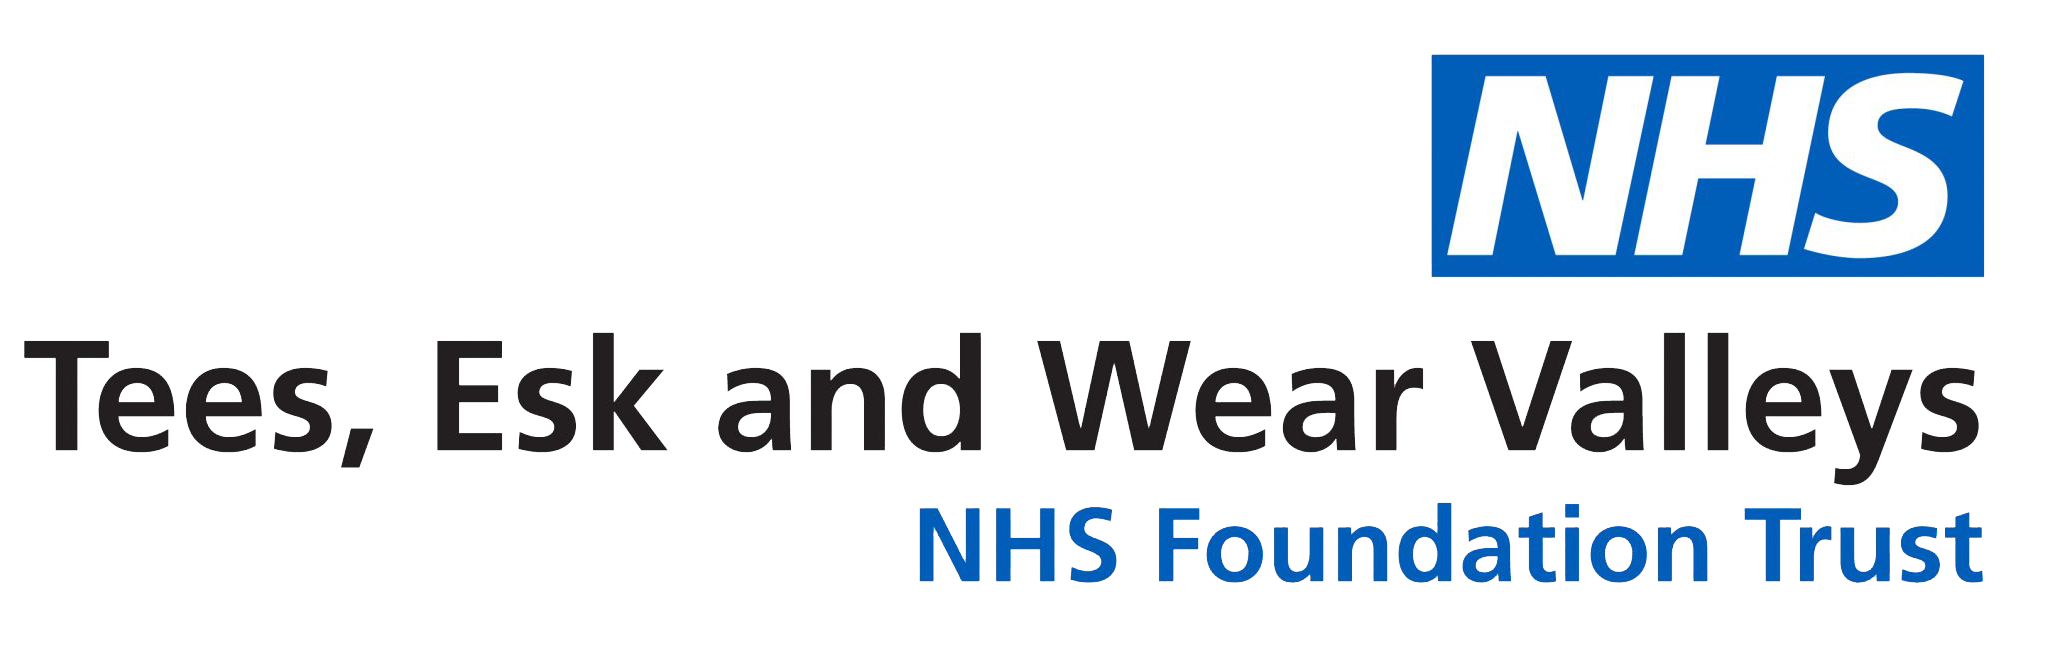 NHS
Tees, Esk and Wear Valleys
NHS Foundation Trust